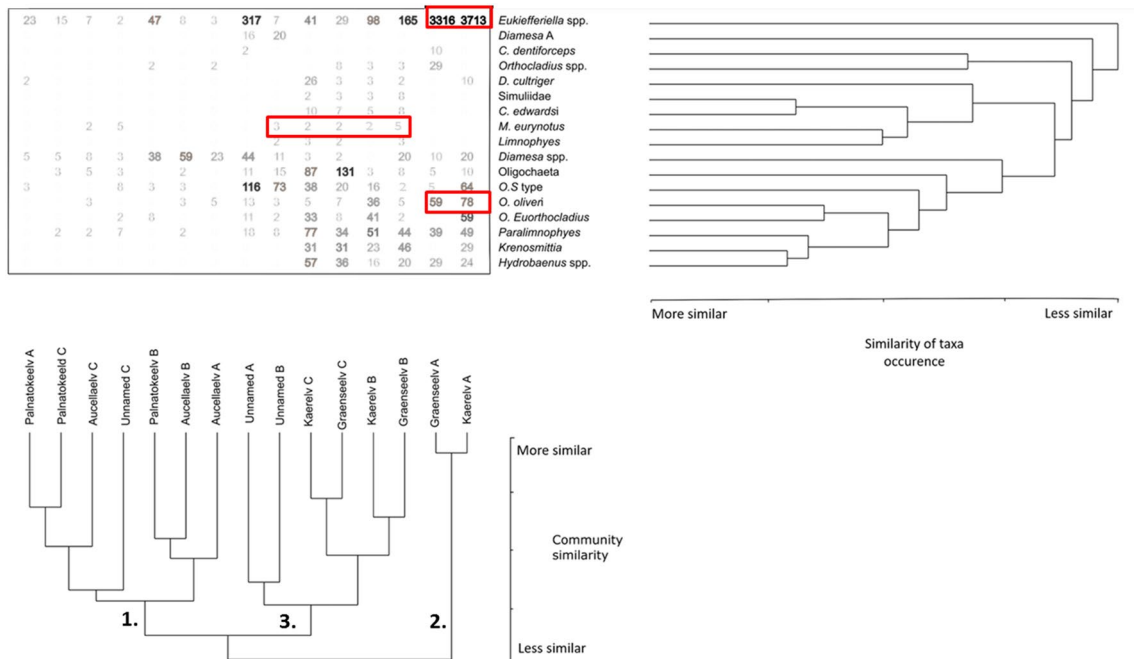 23 15 7 2 47 8 3 317 7 41 29 98 165 3316 3713 Eukiefferiella spp.
16 20 Diamesa A
2 10 C. dentiforceps
2 2 8 3 3 29 Orthocladius spp.
2 26 3 3 2 10 D. cultriger
2 3 3 8 Simuliidae
10 7 5 8 C. edwardsi
2 5 3 2 2 2 5 M. eurynotus
2 3 2 3 Limnophyes
5 5 8 3 38 59 23 44 11 3 2 20 10 20 Diamesa spp.
3 5 3 2 11 15 87 131 3 8 5 10 Oligochaeta
3 8 3 3 116 73 38 20 16 2 5 64 O.S type
3 3 5 13 3 5 7 36 5 59 78 O. oliveri
2 8 11 2 33 8 41 2 59 O. Euorthocladius
2 2 7 2 18 8 77 34 51 44 39 49 Paralimnophyes
31 31 23 46 29 Krenosmittia
57 36 16 20 29 24 Hydrobaenus spp.
More similar
Less similar
Similarity of taxa
occurence
Palnatokeelv A
Palnatokeeld C
Aucellaelv C
Unnamed C
Palnatokeelv B
Aucellaelv B
Aucellaelv A
Unnamed A
Unnamed B
Kaerelv C
Graenseelv C
Kaerelv B
Graenseelv B
Graenseelv A
Kaerelv A
More similar
Community
similarity
1.
3.
2.
Less similar